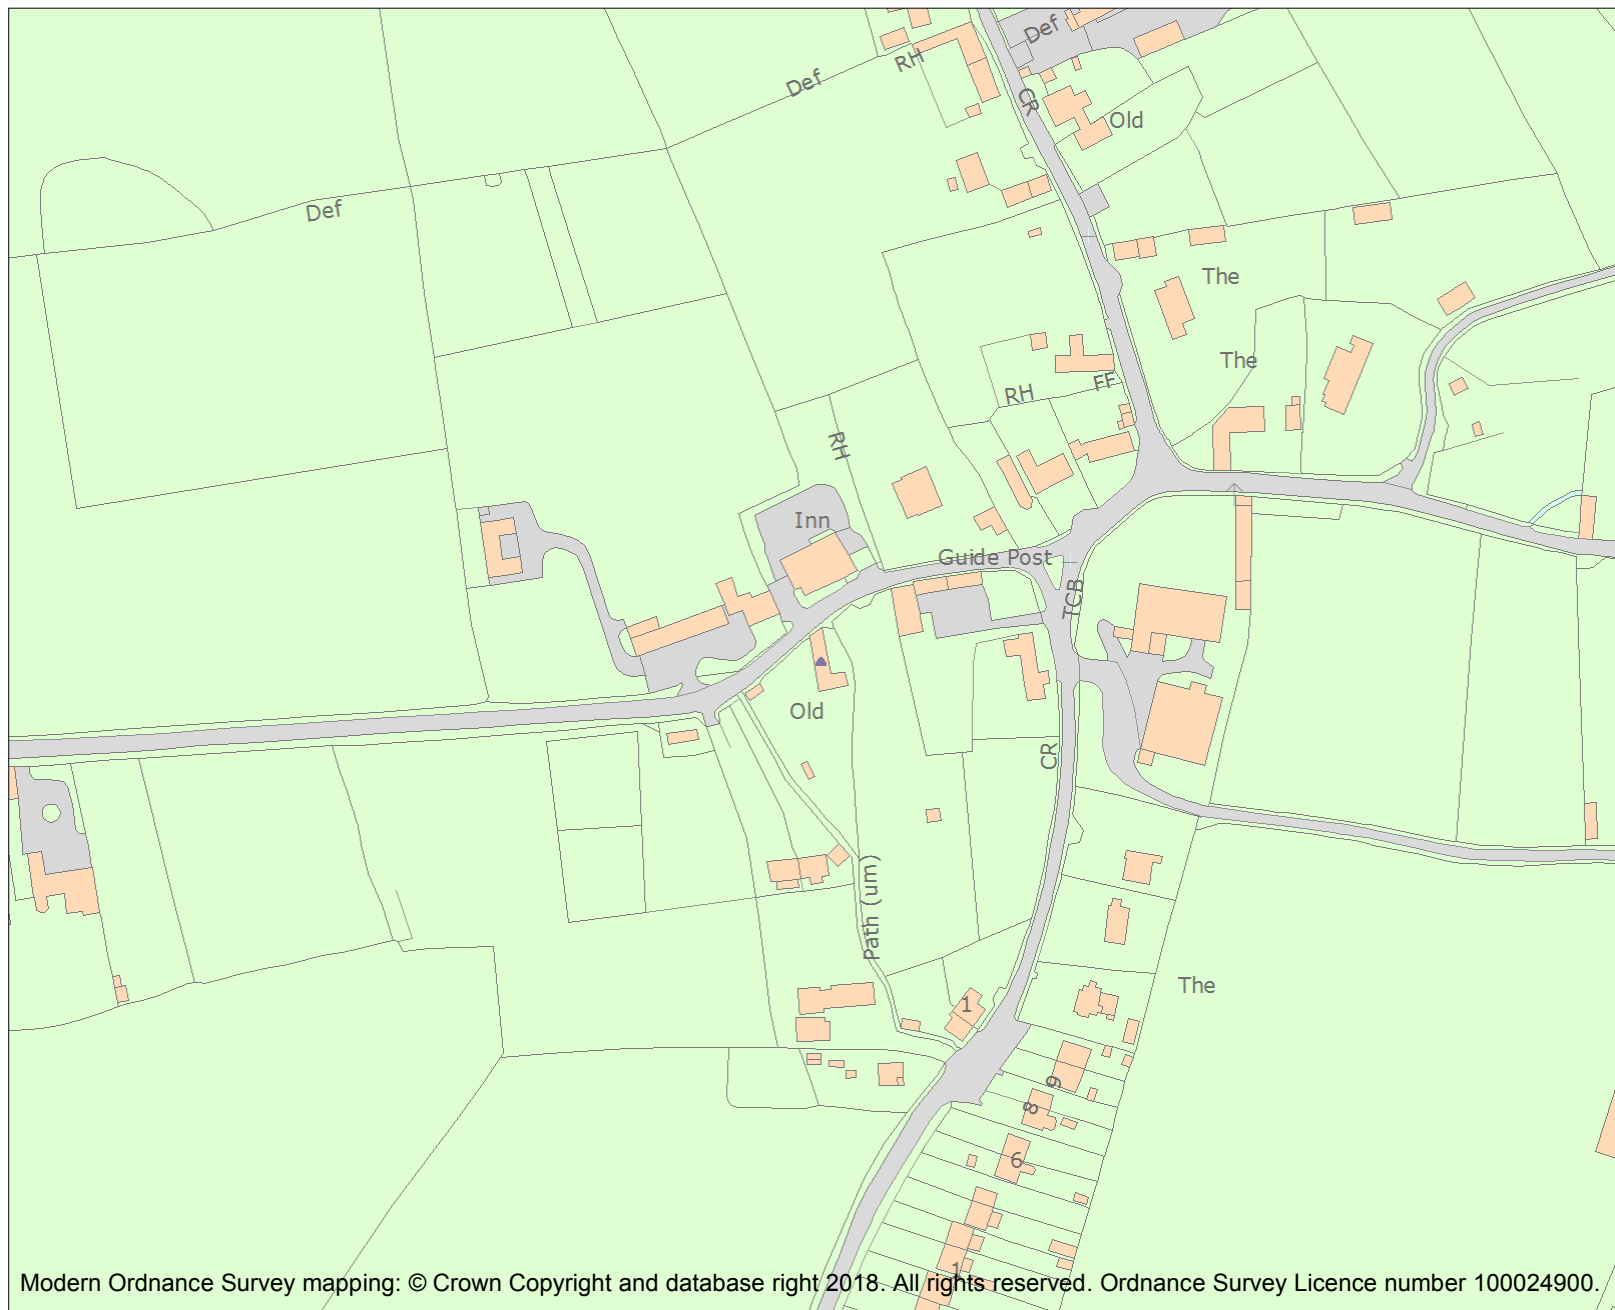 Def
RH
Def
CR
Old
Def
The
The
RH
FF
RH
Inn
Guide Post
TCB
Old
CR
Path (um)
The
1
9
8
6
1
Modern Ordnance Survey mapping: © Crown Copyright and database right 2018. All rights reserved. Ordnance Survey Licence number 100024900.